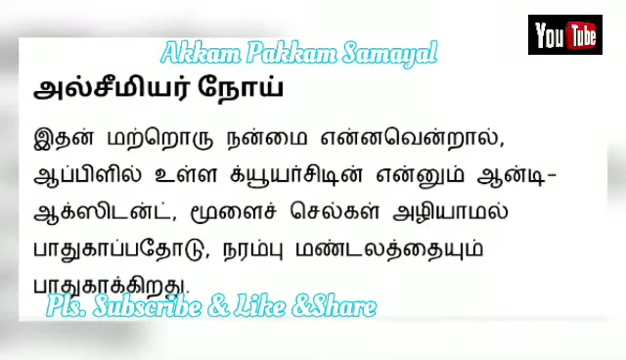 Akkam Pakkam Samayal
You Tube
அல்சீமியர் நோய்
இதன் மற்றொரு நன்மை என்னவென்றால்,
ஆப்பிளில் உள்ள க்யூயர்சிடின் என்னும் ஆன்டி-
ஆக்ஸிடன்ட், மூளைச் செல்கள் அழியாமல்
பாதுகாப்பதோடு, நரம்பு மண்டலத்தையும்
பாதுகாக்கிறது.
Pls. Subscribe & Like &Share